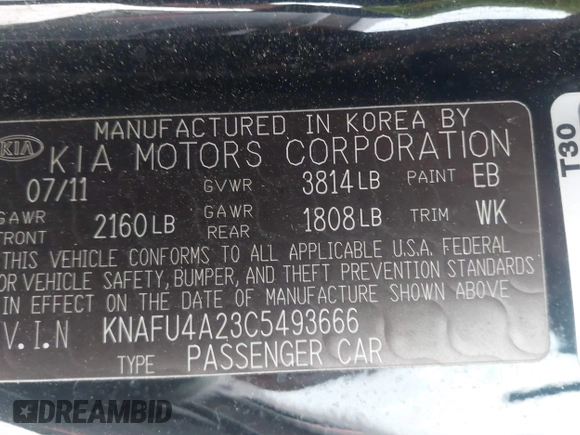 MANUFACTURED IN KOREA BY
KIA KIA MOTORS CORPORATION
07/11 GVWR 3814 LB PAINT EB
GAWR FRONT 2160 LB GAWR REAR 1808 LB TRIM WK
THIS VEHICLE CONFORMS TO ALL APPLICABLE U.S.A. FEDERAL
OR VEHICLE SAFETY, BUMPER, AND THEFT PREVENTION STANDARDS
IN EFFECT ON THE DATE OF MANUFACTURE SHOWN ABOVE
V.I.N KNAFU4A23C5493666
TYPE PASSENGER CAR
T30
DREAMBID